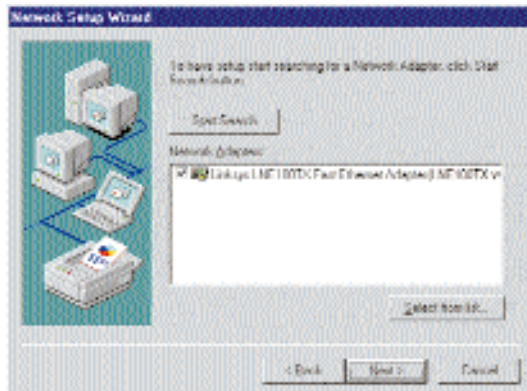 Network Setup Wizard
To have setup start searching for a Network Adapter, click Start
Search button.
Start Search
Network Adapters:
Linksys LNE100TX Fast Ethernet Adapter(LNE100TX v
Select from list...
< Back
Next >
Cancel